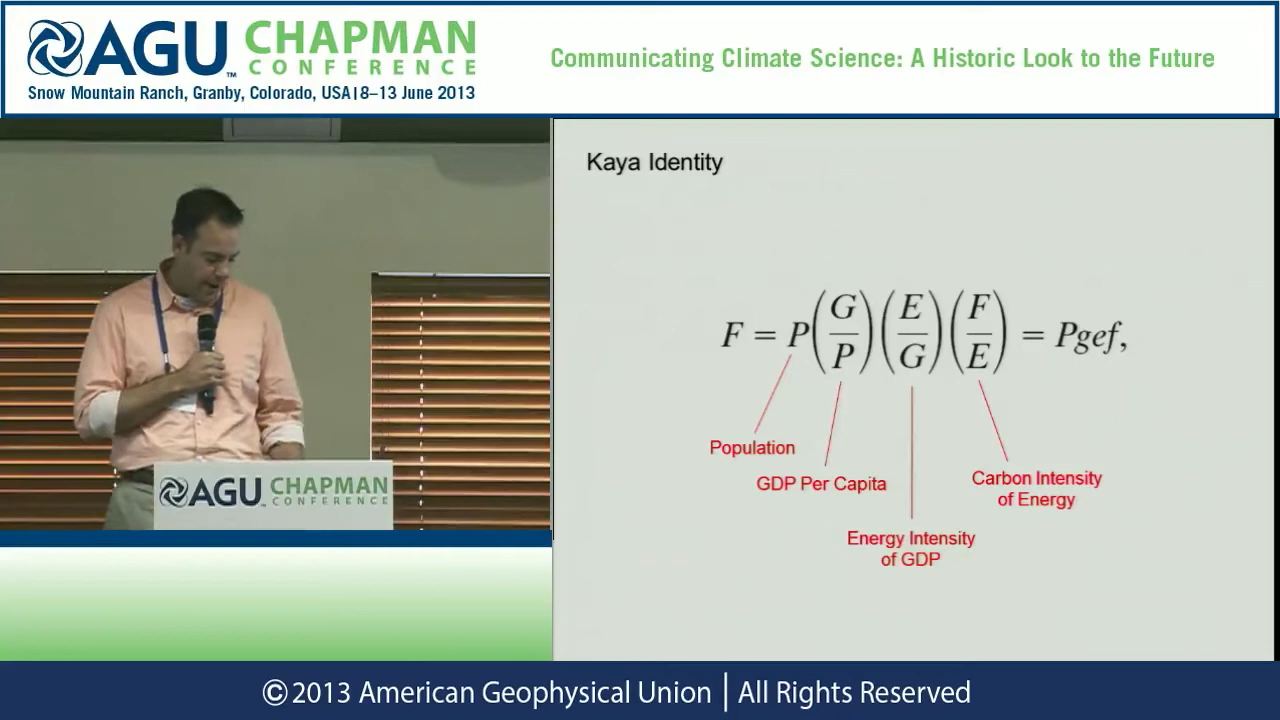 AGU CHAPMAN
CONFERENCE
Snow Mountain Ranch, Granby, Colorado, USA|8–13 June 2013
Communicating Climate Science: A Historic Look to the Future
Kaya Identity
F = P(G/P)(E/G)(F/E) = Pgef,
Population
GDP Per Capita
Energy Intensity
of GDP
Carbon Intensity
of Energy
AGU CHAPMAN
CONFERENCE
©2013 American Geophysical Union | All Rights Reserved